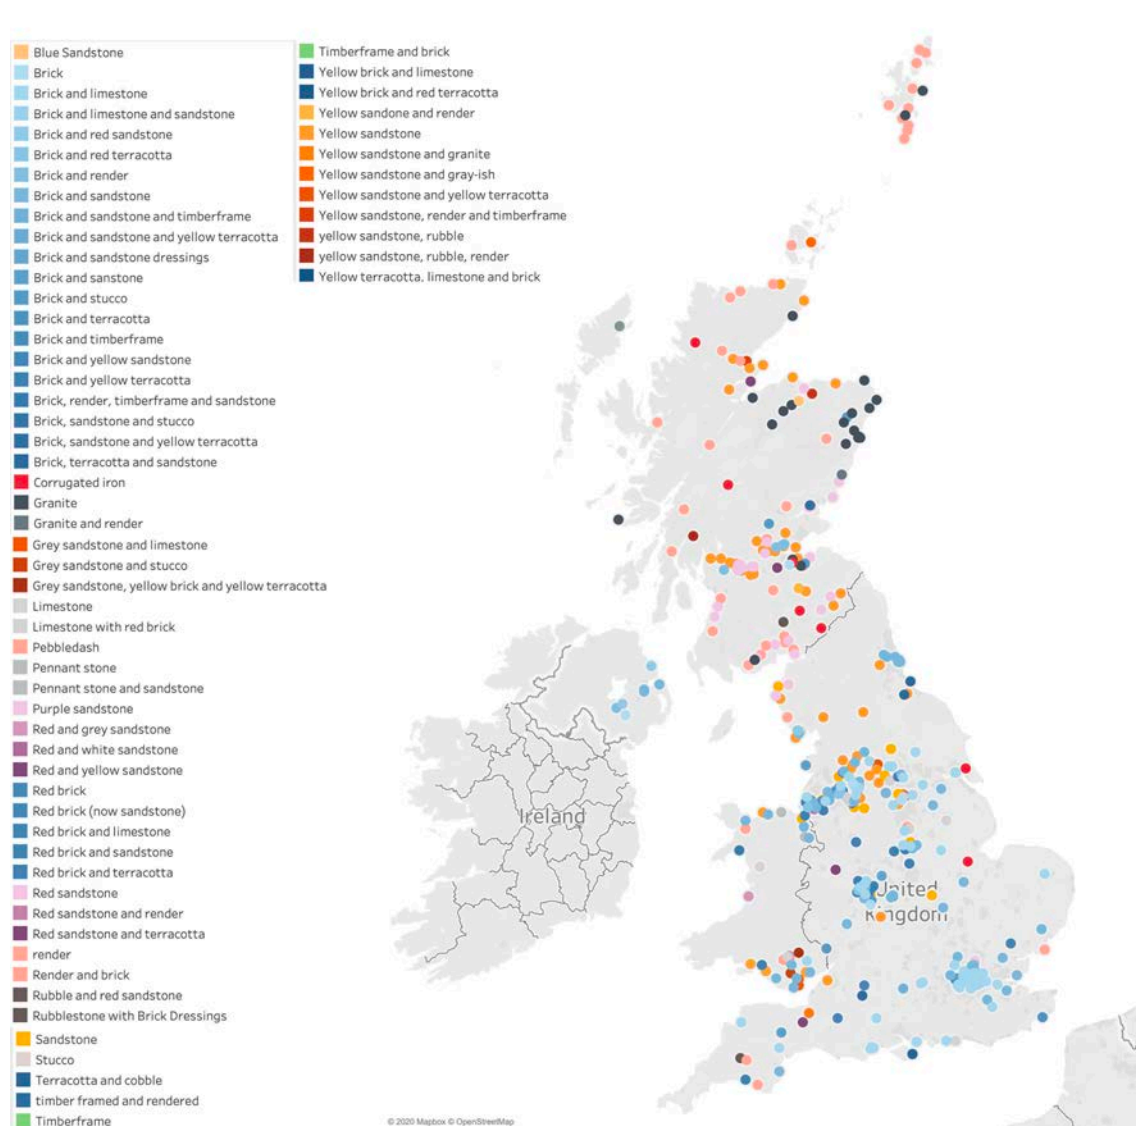 Blue Sandstone
Brick
Brick and limestone
Brick and limestone and sandstone
Brick and red sandstone
Brick and red terracotta
Brick and render
Brick and sandstone
Brick and sandstone and timberframe
Brick and sandstone and yellow terracotta
Brick and sandstone dressings
Brick and sanstone
Brick and stucco
Brick and terracotta
Brick and timberframe
Brick and yellow sandstone
Brick and yellow terracotta
Brick, render, timberframe and sandstone
Brick, sandstone and stucco
Brick, sandstone and yellow terracotta
Brick, terracotta and sandstone
Corrugated iron
Granite
Granite and render
Grey sandstone and limestone
Grey sandstone and stucco
Grey sandstone, yellow brick and yellow terracotta
Limestone
Limestone with red brick
Pebbledash
Pennant stone
Pennant stone and sandstone
Purple sandstone
Red and grey sandstone
Red and white sandstone
Red and yellow sandstone
Red brick
Red brick (now sandstone)
Red brick and limestone
Red brick and sandstone
Red brick and terracotta
Red sandstone
Red sandstone and render
Red sandstone and terracotta
render
Render and brick
Rubble and red sandstone
Rubblestone with Brick Dressings
Sandstone
Stucco
Terracotta and cobble
timber framed and rendered
Timberframe
Timberframe and brick
Yellow brick and limestone
Yellow brick and red terracotta
Yellow sandone and render
Yellow sandstone
Yellow sandstone and granite
Yellow sandstone and gray-ish
Yellow sandstone and yellow terracotta
Yellow sandstone, render and timberframe
yellow sandstone, rubble
yellow sandstone, rubble, render
Yellow terracotta, limestone and brick
Ireland
United
Kingdom
© 2020 Mapbox © OpenStreetMap